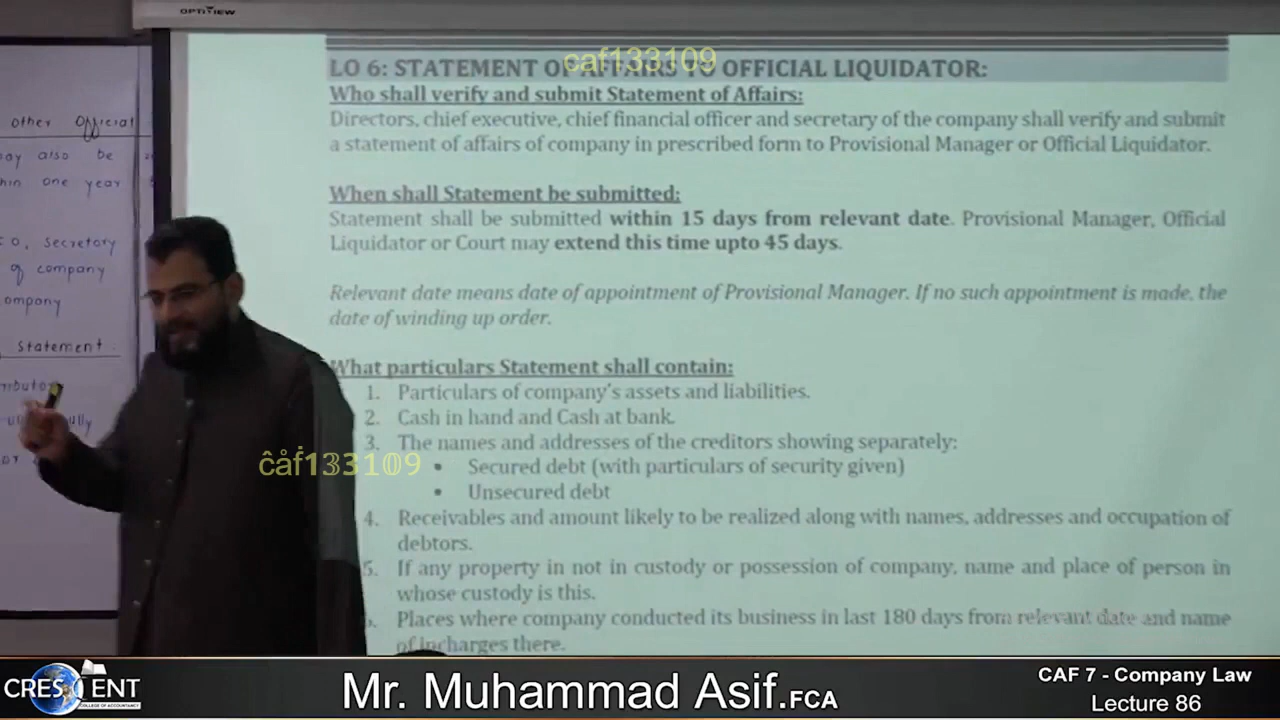 OPTIVIEW
other Official
may also be
within one year
secretary
of company
company
Statement
caf133109
LO 6: STATEMENT OF AFFAIRS TO OFFICIAL LIQUIDATOR:
Who shall verify and submit Statement of Affairs:
Directors, chief executive, chief financial officer and secretary of the company shall verify and submit
a statement of affairs of company in prescribed form to Provisional Manager or Official Liquidator.
When shall Statement be submitted:
Statement shall be submitted within 15 days from relevant date. Provisional Manager, Official
Liquidator or Court may extend this time upto 45 days.
Relevant date means date of appointment of Provisional Manager. If no such appointment is made, the
date of winding up order.
What particulars Statement shall contain:
1. Particulars of company's assets and liabilities.
2. Cash in hand and Cash at bank.
3. The names and addresses of the creditors showing separately:
• Secured debt (with particulars of security given)
• Unsecured debt
caf133109
4. Receivables and amount likely to be realized along with names, addresses and occupation of
debtors.
5. If any property in not in custody or possession of company, name and place of person in
whose custody is this.
Places where company conducted its business in last 180 days from relevant date and name
of incharges there.
CRESCENT
COLLEGE OF ACCOUNTANCY
Mr. Muhammad Asif.FCA
CAF 7 - Company Law
Lecture 86